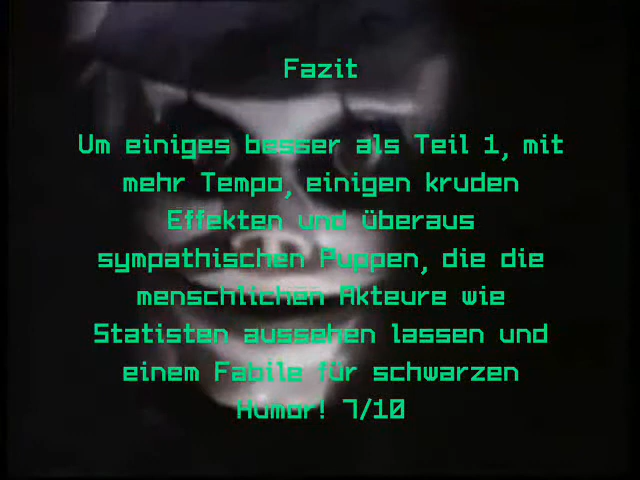 Fazit
Um einiges besser als Teil 1, mit
mehr Tempo, einigen kruden
Effekten und überaus
sympathischen Puppen, die die
menschlichen Akteure wie
Statisten aussehen lassen und
einem Fabile für schwarzen
Humor! 7/10